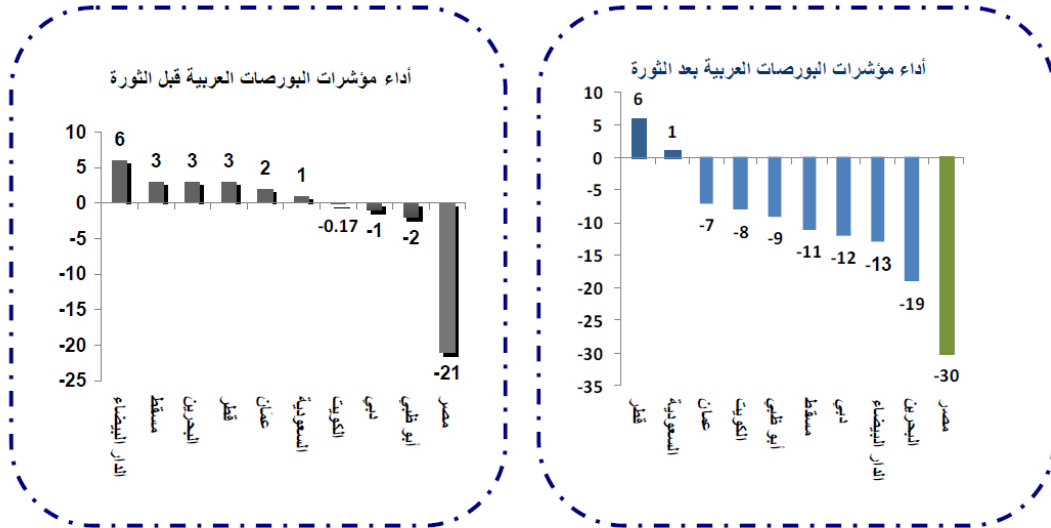 أداء مؤشرات البورصات العربية قبل الثورة
10
5
0
-5
-10
-15
-20
-25
6
3
3
3
2
1
-0.17
-1
-2
-21
الدار البيضاء
مسقط
البحرين
قطر
عمان
السعودية
الكويت
دبي
أبو ظبي
مصر
أداء مؤشرات البورصات العربية بعد الثورة
10
5
0
-5
-10
-15
-20
-25
-30
-35
6
1
-7
-8
-9
-11
-12
-13
-19
-30
قطر
السعودية
عمان
الكويت
أبو ظبي
مسقط
دبي
الدار البيضاء
البحرين
مصر